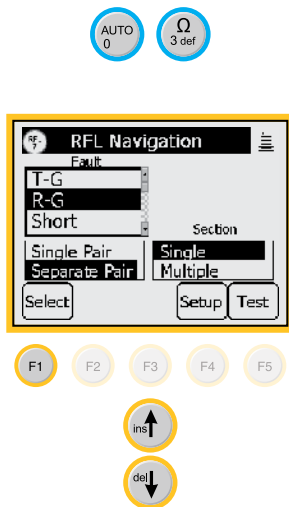 AUTO
0
Ω
3 def
RF-
?
RFL Navigation
Fault
T-G
R-G
Short
Section
Single Pair
Single
Separate Pair
Multiple
Select
Setup
Test
F1
F2
F3
F4
F5
ins
del